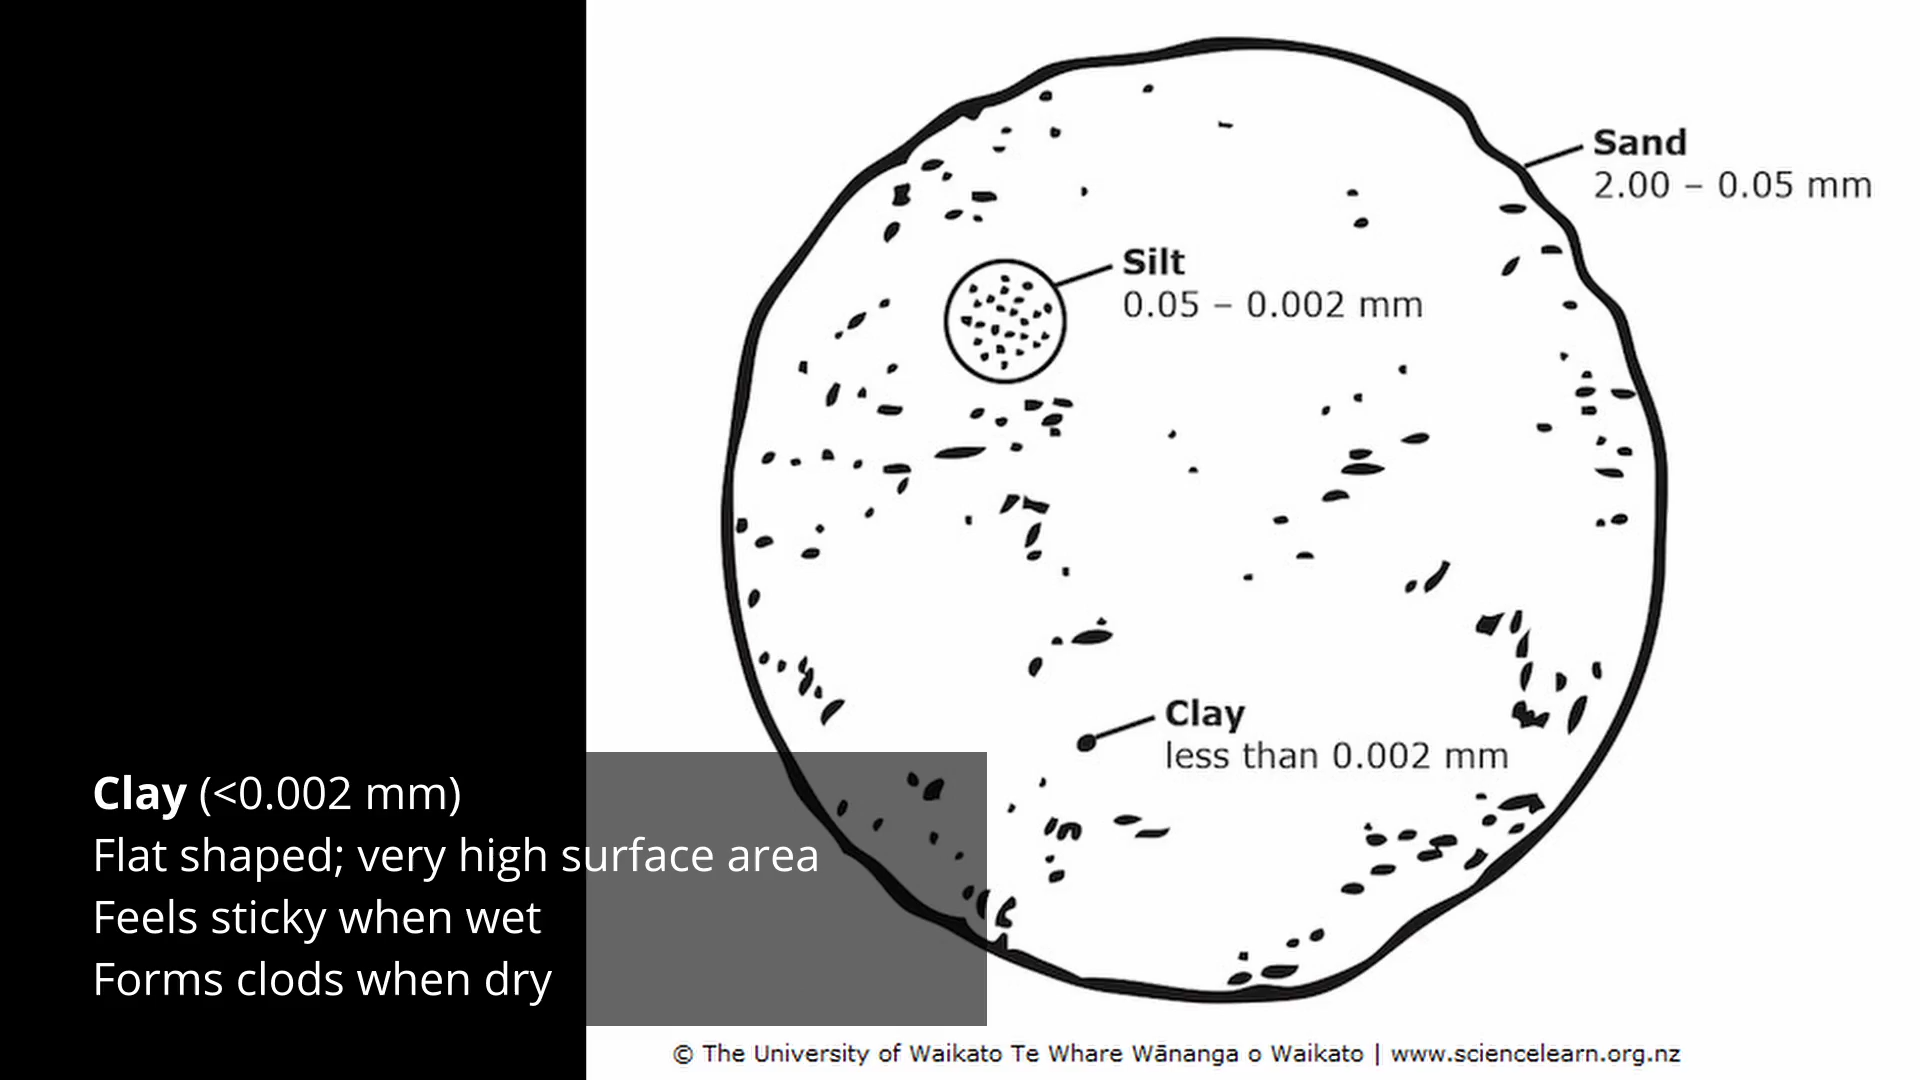 Sand
2.00 – 0.05 mm
Silt
0.05 – 0.002 mm
Clay
less than 0.002 mm
Clay (<0.002 mm)
Flat shaped; very high surface area
Feels sticky when wet
Forms clods when dry
© The University of Waikato Te Whare Wānanga o Waikato | www.sciencelearn.org.nz